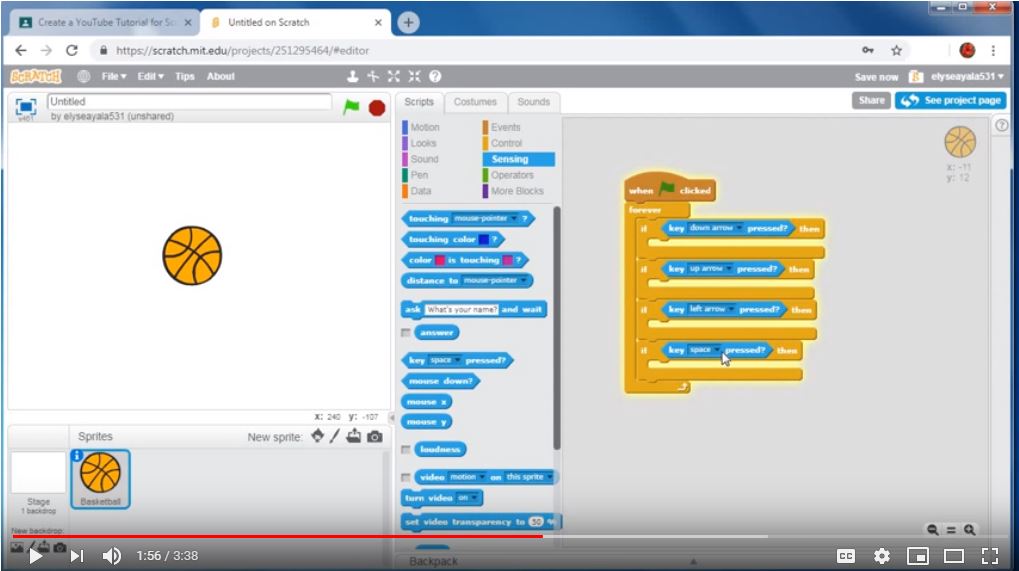 Create a YouTube Tutorial for Sc
Untitled on Scratch
https://scratch.mit.edu/projects/251295464/#editor
SCRATCH File Edit Tips About
Save now elyseayala531
Share See project page
Untitled
by elyseayala531 (unshared)
v461
Scripts Costumes Sounds
Motion Events
Looks Control
Sound Sensing
Pen Operators
Data More Blocks
touching mouse-pointer ?
touching color ?
color is touching ?
distance to mouse-pointer
ask What's your name? and wait
answer
key space pressed?
mouse down?
mouse x
mouse y
loudness
video motion on this sprite
turn video on
set video transparency to 50 %
when clicked
forever
if key down arrow pressed? then
if key up arrow pressed? then
if key left arrow pressed? then
if key space pressed? then
x: -11
y: 12
x: 240 y: -107
Sprites New sprite:
Stage
1 backdrop
New backdrop:
Basketball
Backpack
1:56 / 3:38
CC